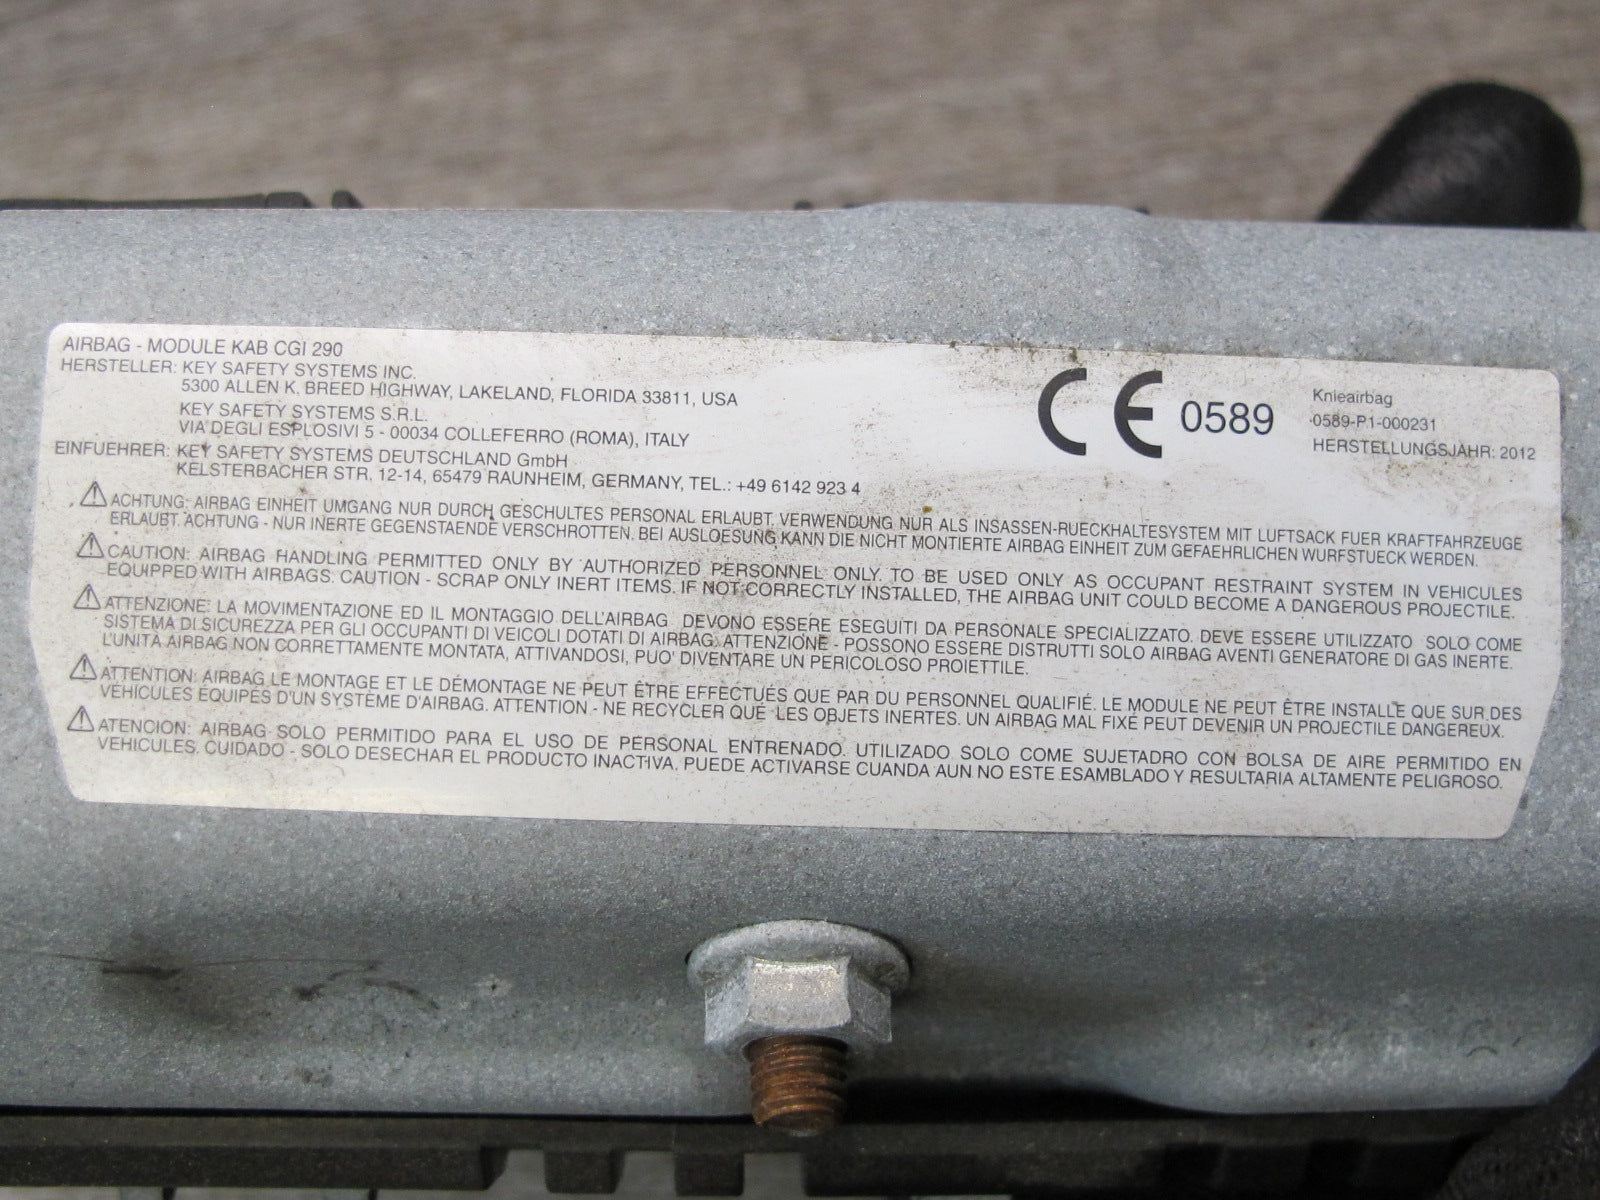 AIRBAG - MODULE KAB CGI 290
HERSTELLER: KEY SAFETY SYSTEMS INC.
5300 ALLEN K. BREED HIGHWAY, LAKELAND, FLORIDA 33811, USA
KEY SAFETY SYSTEMS S.R.L.
VIA DEGLI ESPLOSIVI 5 - 00034 COLLEFERRO (ROMA), ITALY
EINFUEHRER: KEY SAFETY SYSTEMS DEUTSCHLAND GmbH
KELSTERBACHER STR. 12-14, 65479 RAUNHEIM, GERMANY, TEL.: +49 6142 923 4
CE 0589
Knieairbag
0589-P1-000231
HERSTELLUNGSJAHR: 2012
ACHTUNG: AIRBAG EINHEIT UMGANG NUR DURCH GESCHULTES PERSONAL ERLAUBT. VERWENDUNG NUR ALS INSASSEN-RUECKHALTESYSTEM MIT LUFTSACK FUER KRAFTFAHRZEUGE
ERLAUBT. ACHTUNG - NUR INERTE GEGENSTAENDE VERSCHROTTEN. BEI AUSLOESUNG KANN DIE NICHT MONTIERTE AIRBAG EINHEIT ZUM GEFAEHRLICHEN WURFSTUECK WERDEN.
CAUTION: AIRBAG HANDLING PERMITTED ONLY BY AUTHORIZED PERSONNEL ONLY. TO BE USED ONLY AS OCCUPANT RESTRAINT SYSTEM IN VEHICLES
EQUIPPED WITH AIRBAGS. CAUTION - SCRAP ONLY INERT ITEMS. IF NOT CORRECTLY INSTALLED, THE AIRBAG UNIT COULD BECOME A DANGEROUS PROJECTILE.
ATTENZIONE: LA MOVIMENTAZIONE ED IL MONTAGGIO DELL'AIRBAG DEVONO ESSERE ESEGUITI DA PERSONALE SPECIALIZZATO. DEVE ESSERE UTILIZZATO SOLO COME
SISTEMA DI SICUREZZA PER GLI OCCUPANTI DI VEICOLI DOTATI DI AIRBAG. ATTENZIONE - POSSONO ESSERE DISTRUTTI SOLO AIRBAG AVENTI GENERATORE DI GAS INERTE.
L'UNITÀ AIRBAG NON CORRETTAMENTE MONTATA, ATTIVANDOSI, PUO' DIVENTARE UN PERICOLOSO PROIETTILE.
ATTENTION: AIRBAG LE MONTAGE ET LE DÉMONTAGE NE PEUT ÊTRE EFFECTUÉS QUE PAR DU PERSONNEL QUALIFIÉ. LE MODULE NE PEUT ÊTRE INSTALLE QUE SUR DES
VÉHICULES ÉQUIPÉS D'UN SYSTÈME D'AIRBAG. ATTENTION - NE RECYCLER QUE LES OBJETS INERTES. UN AIRBAG MAL FIXÉ PEUT DEVENIR UN PROJECTILE DANGEREUX.
ATENCION: AIRBAG SOLO PERMITIDO PARA EL USO DE PERSONAL ENTRENADO. UTILIZADO SOLO COME SUJETADRO CON BOLSA DE AIRE PERMITIDO EN
VEHICULES. CUIDADO - SOLO DESECHAR EL PRODUCTO INACTIVA. PUEDE ACTIVARSE CUANDA AUN NO ESTE ESAMBLADO Y RESULTARIA ALTAMENTE PELIGROSO.